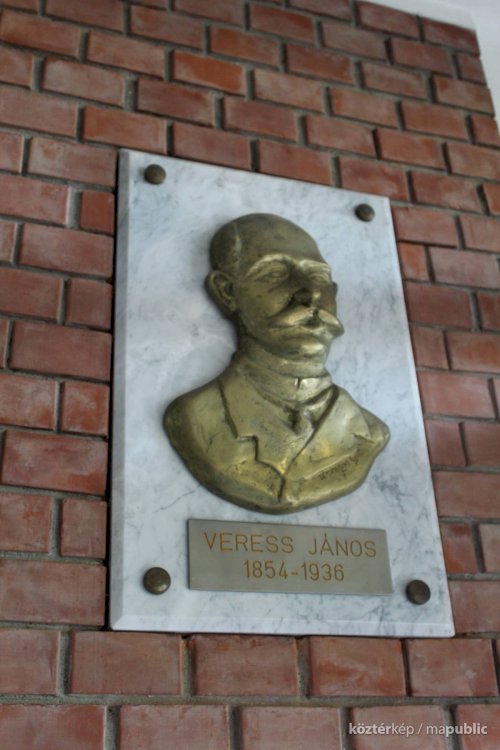 VERESS JÁNOS
1854-1936
köztérkép / mapublic